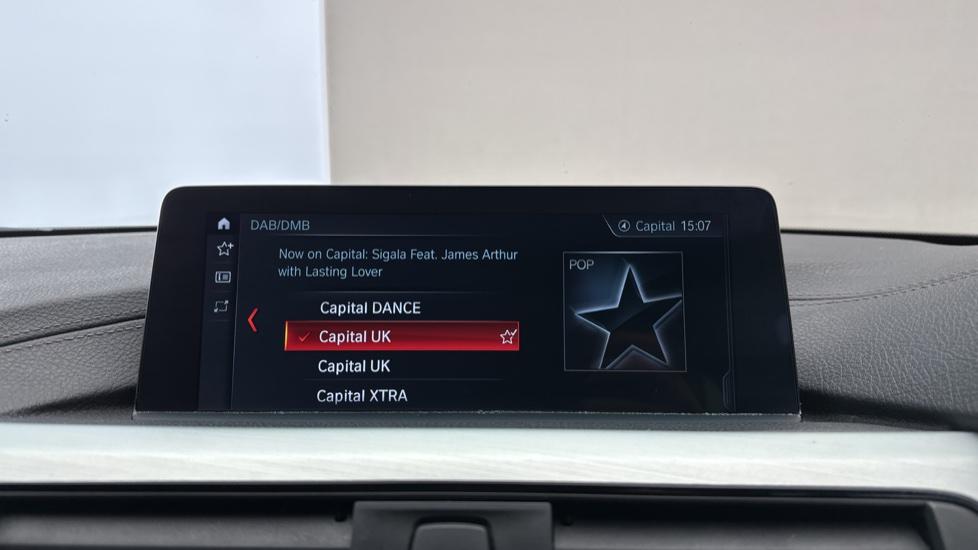 DAB/DMB
Capital 15:07
Now on Capital: Sigala Feat. James Arthur
with Lasting Lover
POP
Capital DANCE
Capital UK
Capital UK
Capital XTRA